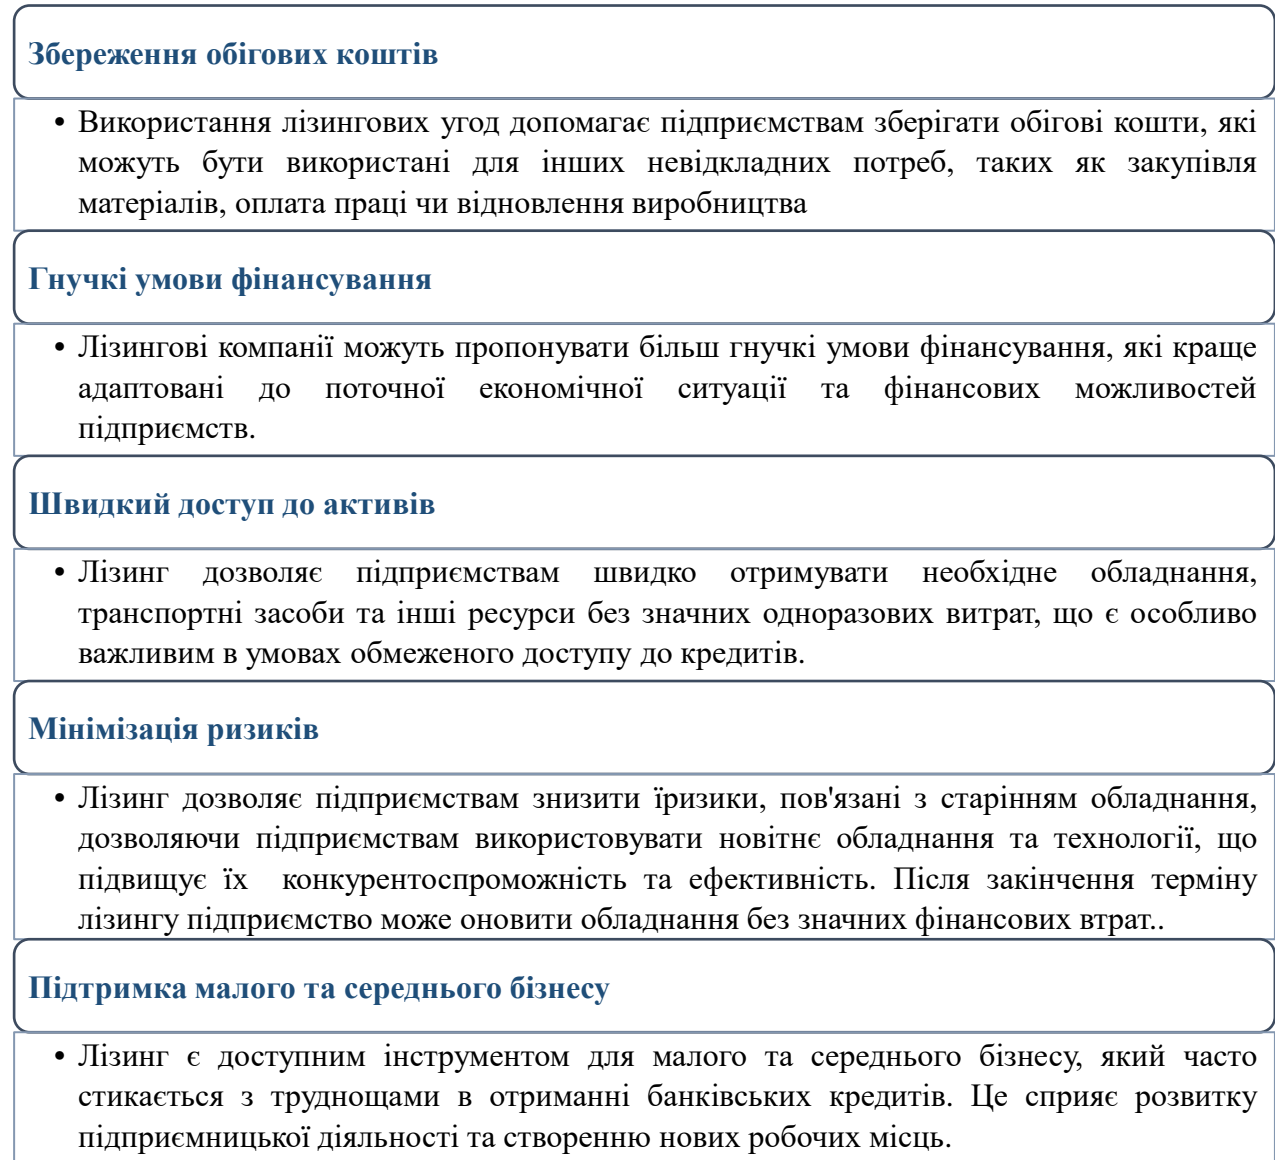 Збереження обігових коштів
• Використання лізингових угод допомагає підприємствам зберігати обігові кошти, які
можуть бути використані для інших невідкладних потреб, таких як закупівля
матеріалів, оплата праці чи відновлення виробництва
Гнучкі умови фінансування
• Лізингові компанії можуть пропонувати більш гнучкі умови фінансування, які краще
адаптовані до поточної економічної ситуації та фінансових можливостей
підприємств.
Швидкий доступ до активів
• Лізинг дозволяє підприємствам швидко отримувати необхідне обладнання,
транспортні засоби та інші ресурси без значних одноразових витрат, що є особливо
важливим в умовах обмеженого доступу до кредитів.
Мінімізація ризиків
• Лізинг дозволяє підприємствам знизити їризики, пов'язані з старінням обладнання,
дозволяючи підприємствам використовувати новітнє обладнання та технології, що
підвищує їх конкурентоспроможність та ефективність. Після закінчення терміну
лізингу підприємство може оновити обладнання без значних фінансових втрат..
Підтримка малого та середнього бізнесу
• Лізинг є доступним інструментом для малого та середнього бізнесу, який часто
стикається з труднощами в отриманні банківських кредитів. Це сприяє розвитку
підприємницької діяльності та створенню нових робочих місць.